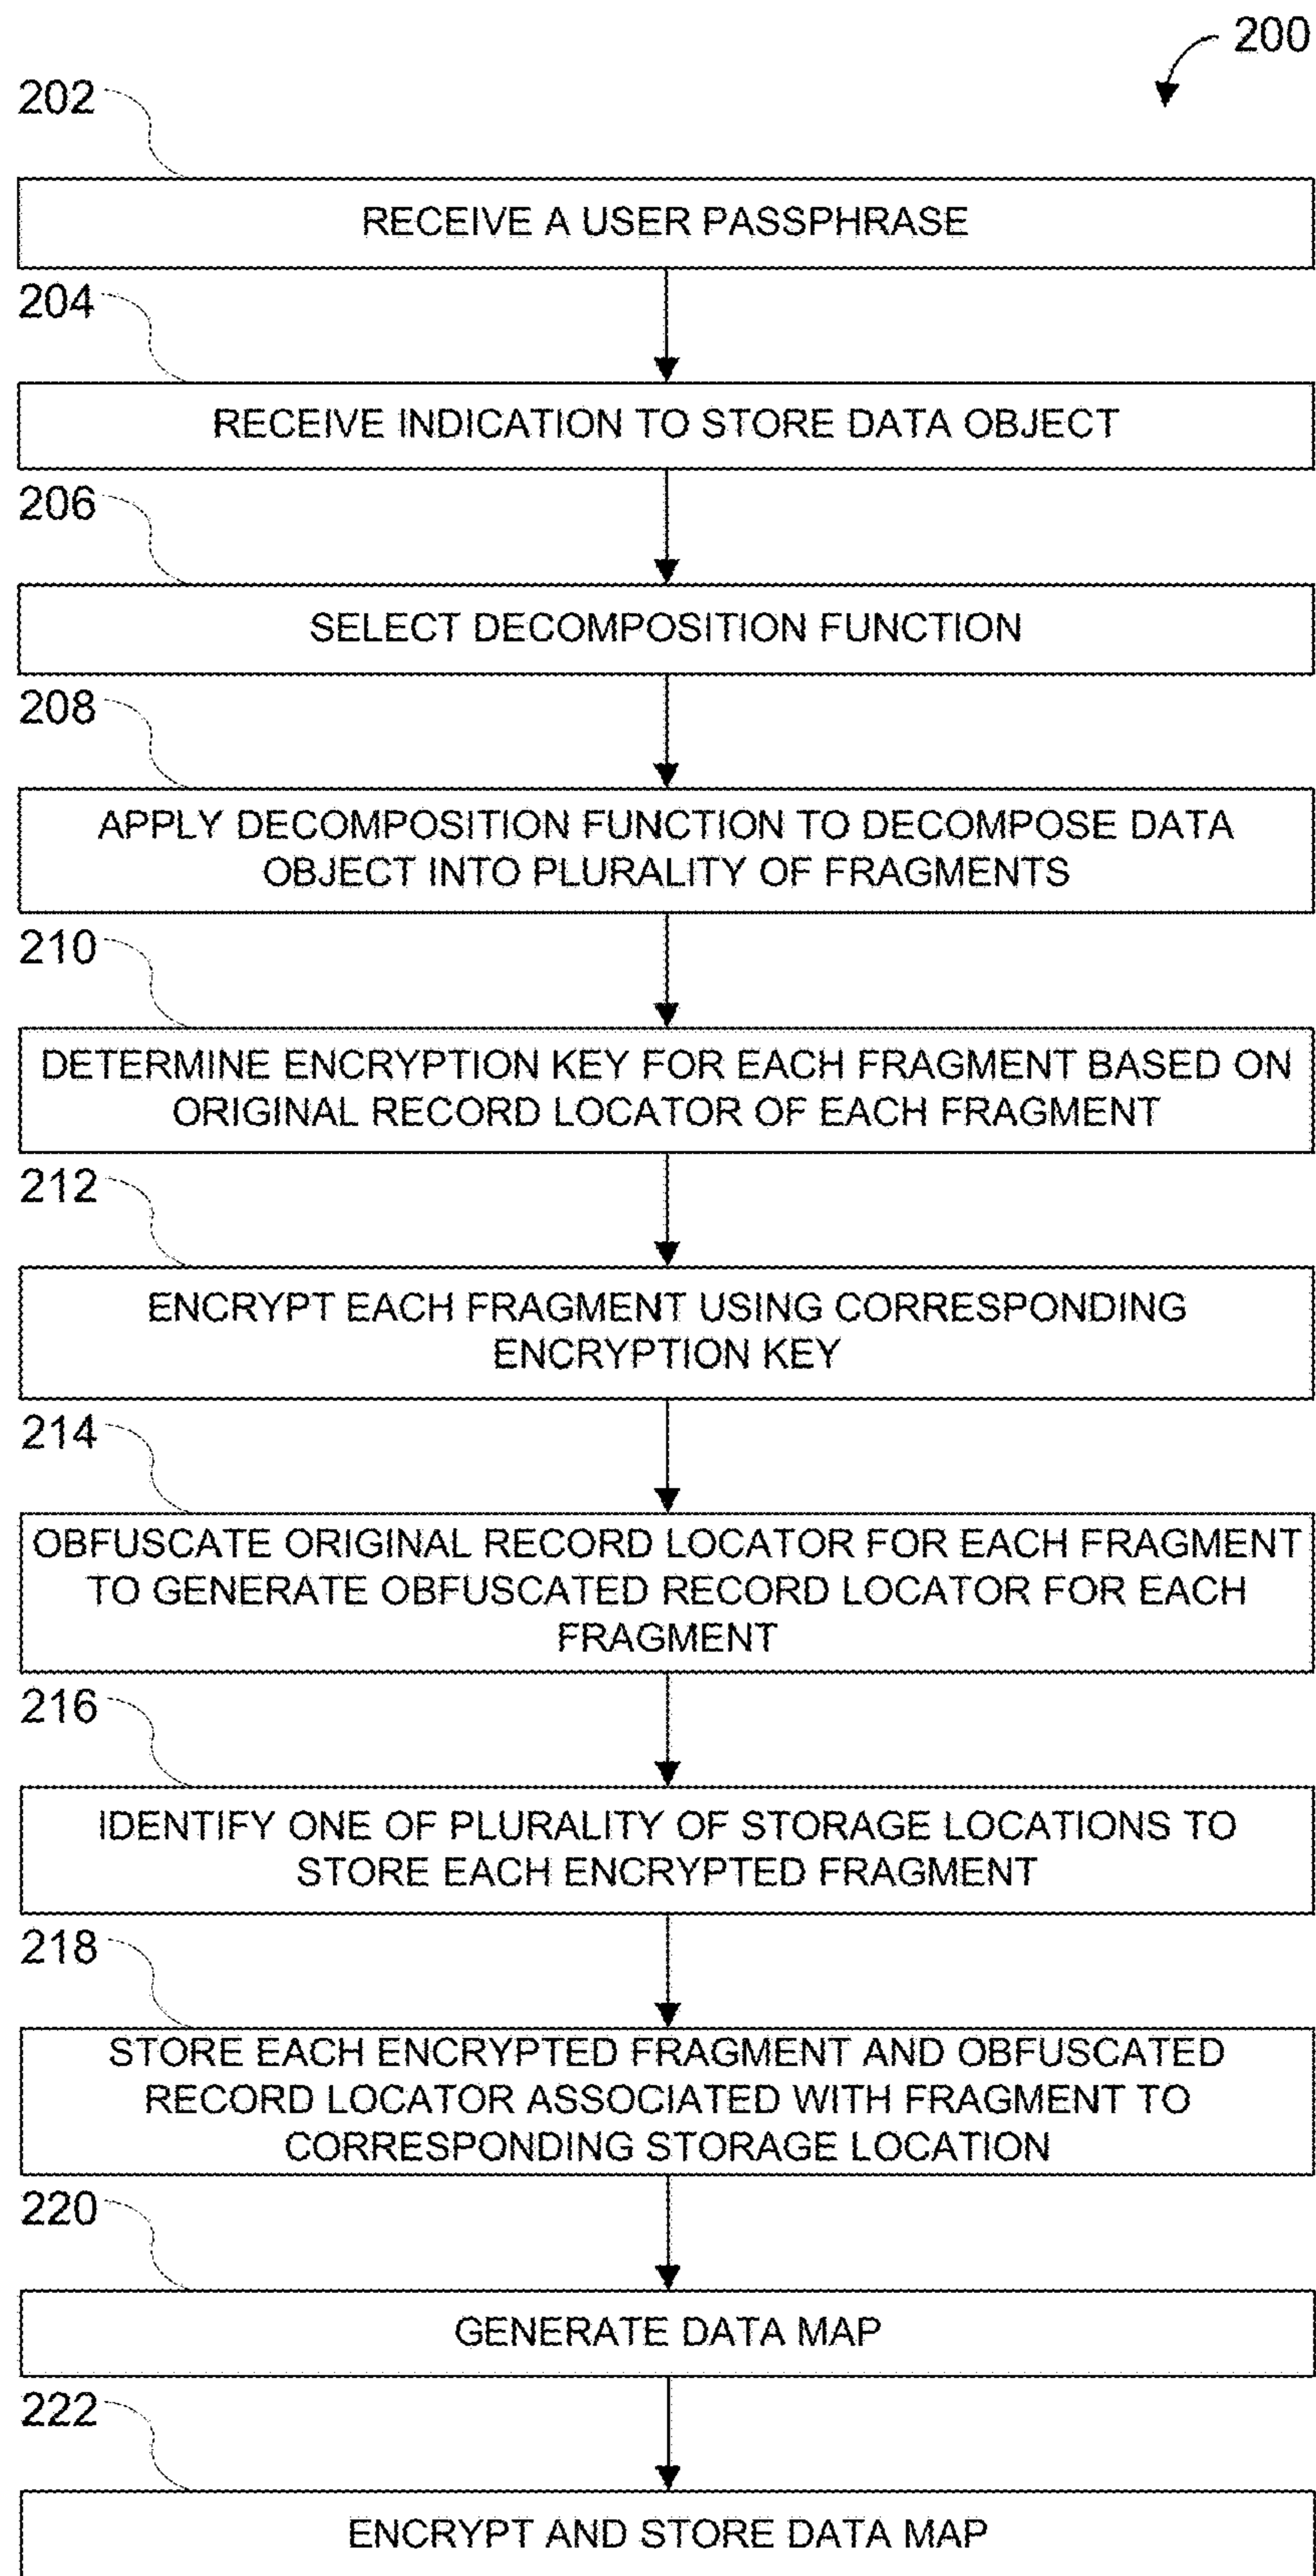 200
202
RECEIVE A USER PASSPHRASE
204
RECEIVE INDICATION TO STORE DATA OBJECT
206
SELECT DECOMPOSITION FUNCTION
208
APPLY DECOMPOSITION FUNCTION TO DECOMPOSE DATA
OBJECT INTO PLURALITY OF FRAGMENTS
210
DETERMINE ENCRYPTION KEY FOR EACH FRAGMENT BASED ON
ORIGINAL RECORD LOCATOR OF EACH FRAGMENT
212
ENCRYPT EACH FRAGMENT USING CORRESPONDING
ENCRYPTION KEY
214
OBFUSCATE ORIGINAL RECORD LOCATOR FOR EACH FRAGMENT
TO GENERATE OBFUSCATED RECORD LOCATOR FOR EACH
FRAGMENT
216
IDENTIFY ONE OF PLURALITY OF STORAGE LOCATIONS TO
STORE EACH ENCRYPTED FRAGMENT
218
STORE EACH ENCRYPTED FRAGMENT AND OBFUSCATED
RECORD LOCATOR ASSOCIATED WITH FRAGMENT TO
CORRESPONDING STORAGE LOCATION
220
GENERATE DATA MAP
222
ENCRYPT AND STORE DATA MAP